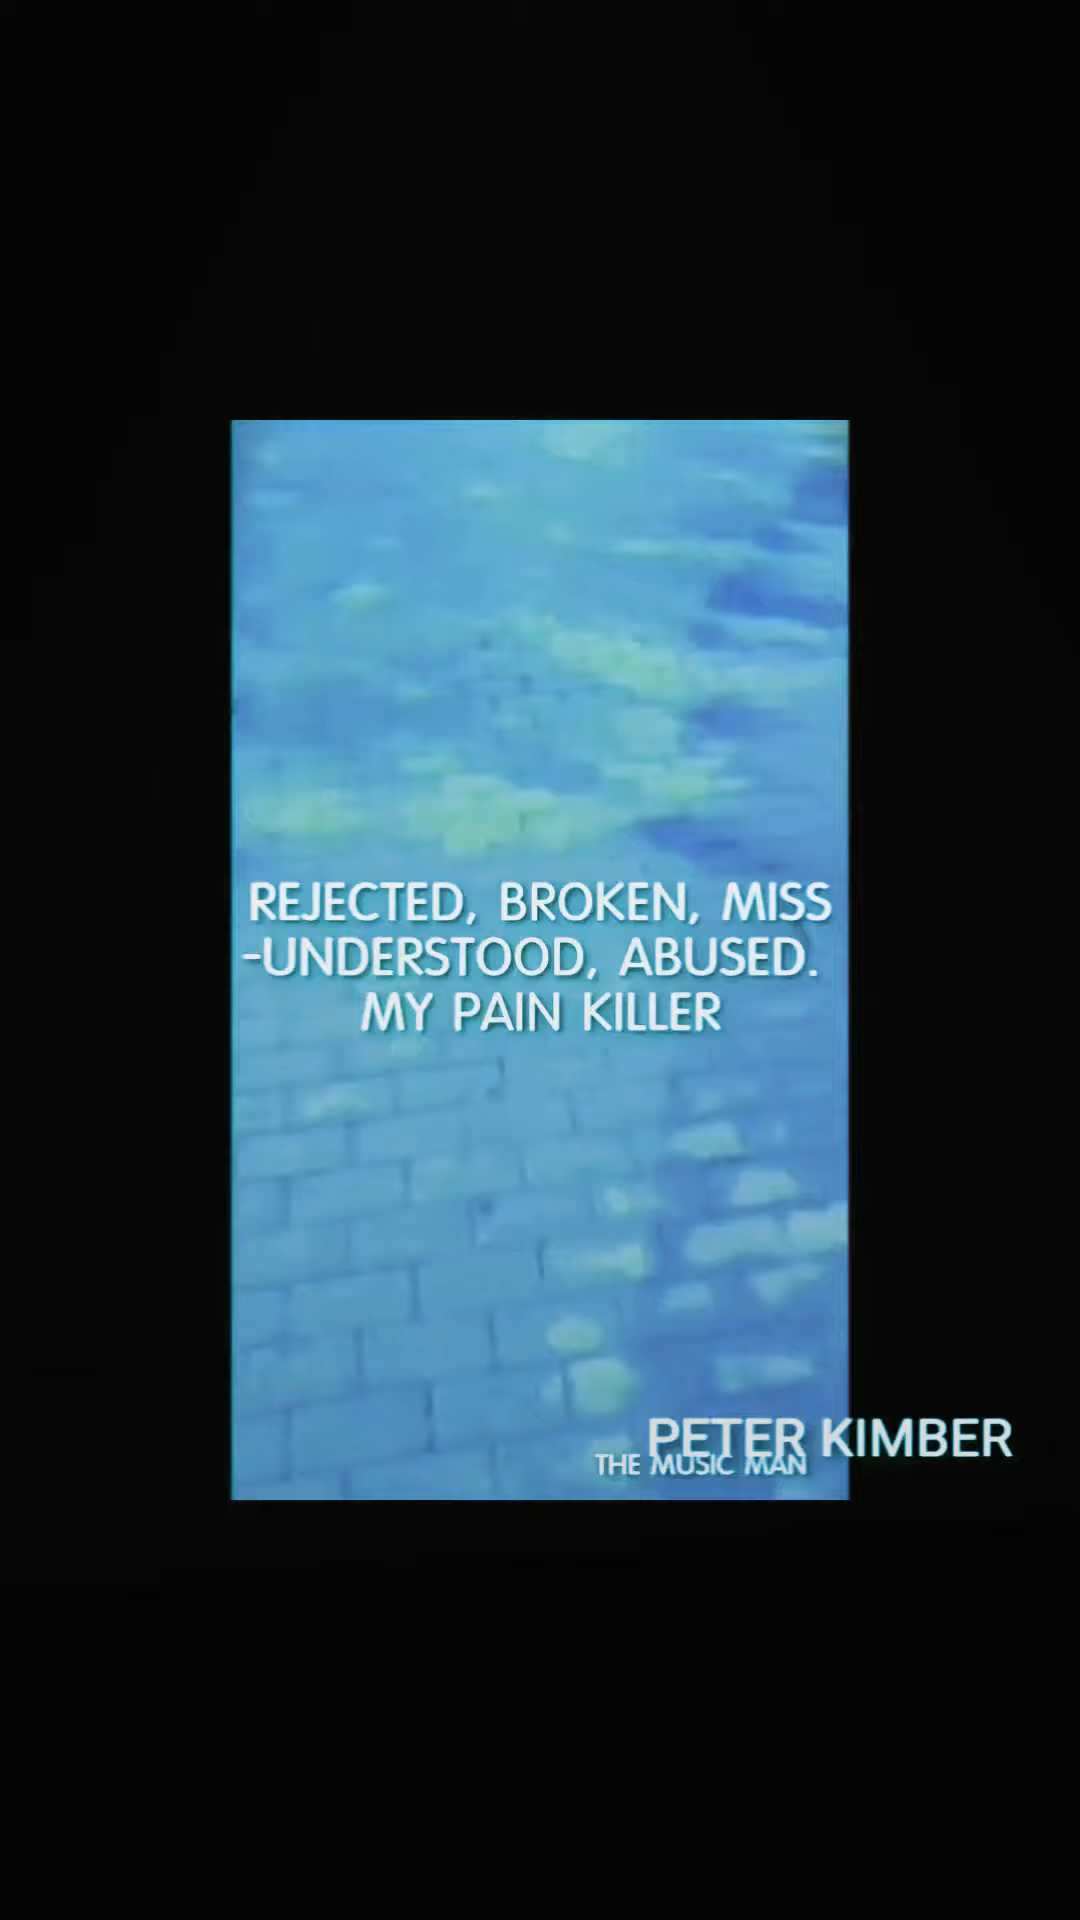 REJECTED, BROKEN, MISS
-UNDERSTOOD, ABUSED.
MY PAIN KILLER
PETER KIMBER
THE MUSIC MAN